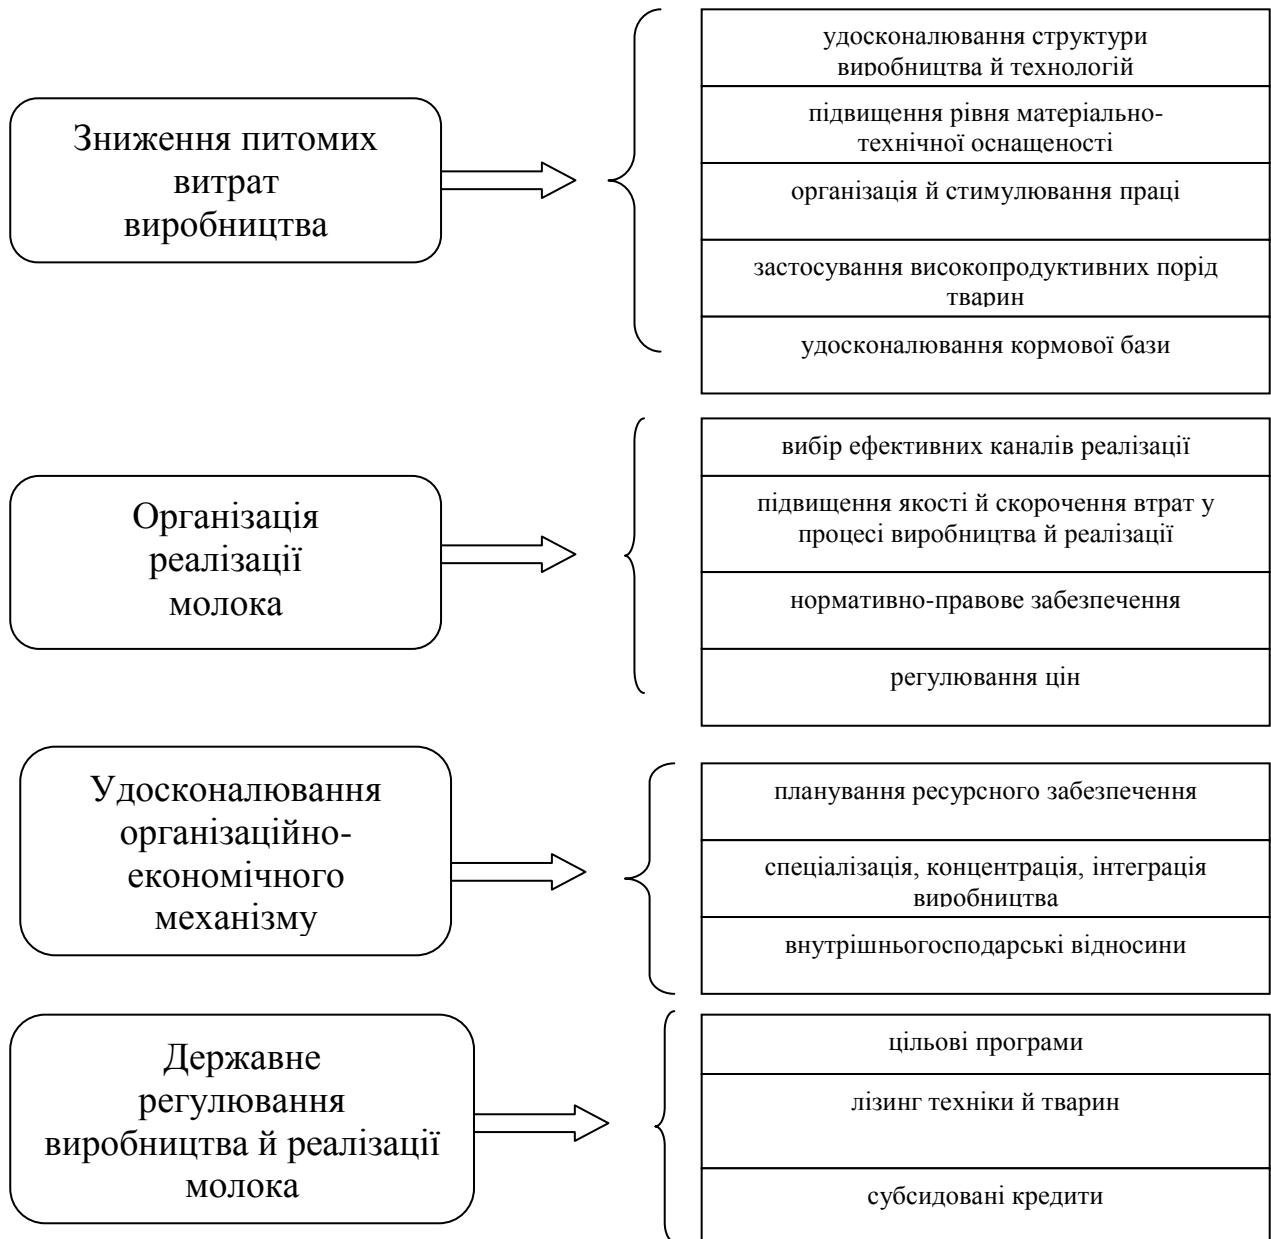 Зниження питомих
витрат
виробництва
удосконалювання структури
виробництва й технологій
підвищення рівня матеріально-
технічної оснащеності
організація й стимулювання праці
застосування високопродуктивних порід
тварин
удосконалювання кормової бази
Організація
реалізації
молока
вибір ефективних каналів реалізації
підвищення якості й скорочення втрат у
процесі виробництва й реалізації
нормативно-правове забезпечення
регулювання цін
Удосконалювання
організаційно-
економічного
механізму
планування ресурсного забезпечення
спеціалізація, концентрація, інтеграція
виробництва
внутрішньогосподарські відносини
Державне
регулювання
виробництва й реалізації
молока
цільові програми
лізинг техніки й тварин
субсидовані кредити